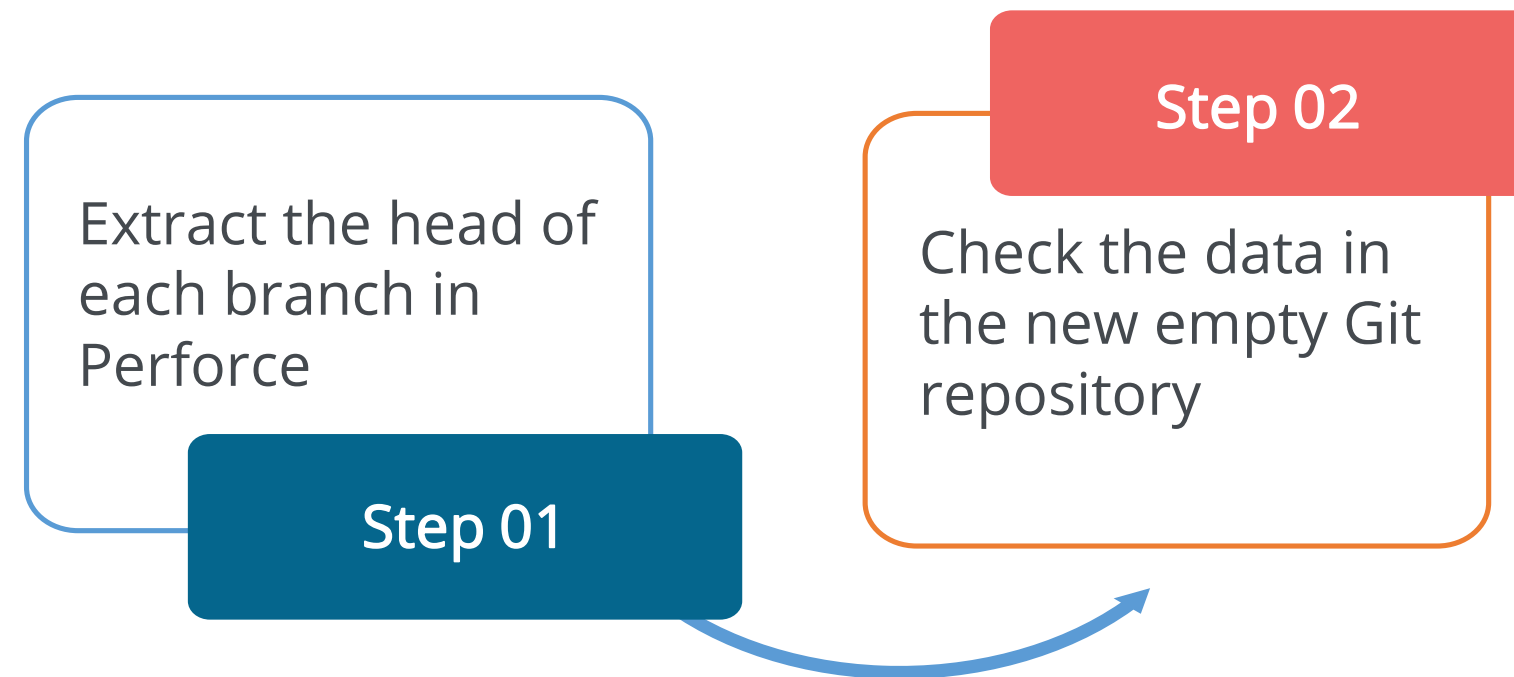 Extract the head of
each branch in
Perforce
Step 01
Step 02
Check the data in
the new empty Git
repository